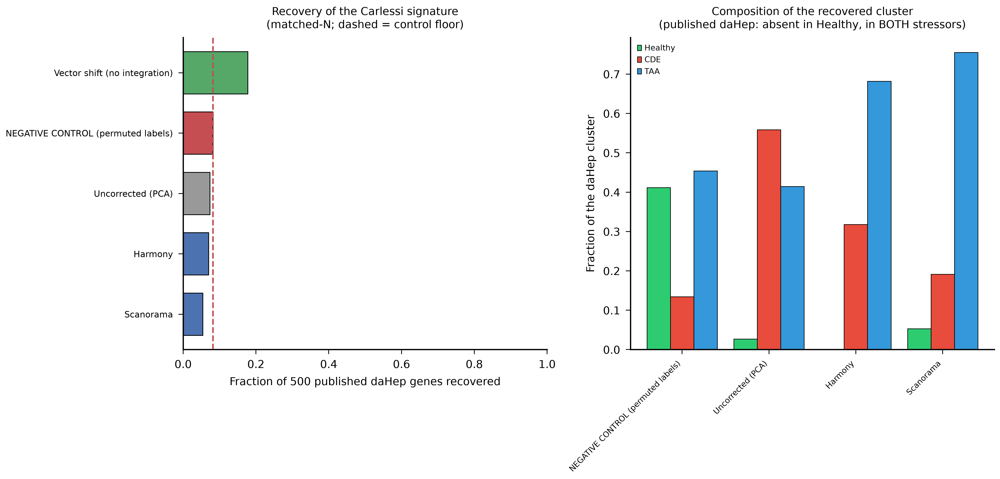 Recovery of the Carlessi signature
(matched-N; dashed = control floor)
Vector shift (no integration)
NEGATIVE CONTROL (permuted labels)
Uncorrected (PCA)
Harmony
Scanorama
0.0 0.2 0.4 0.6 0.8 1.0
Fraction of 500 published daHep genes recovered
Composition of the recovered cluster
(published daHep: absent in Healthy, in BOTH stressors)
Healthy
CDE
TAA
Fraction of the daHep cluster
0.7
0.6
0.5
0.4
0.3
0.2
0.1
0.0
NEGATIVE CONTROL (permuted labels)
Uncorrected (PCA)
Harmony
Scanorama